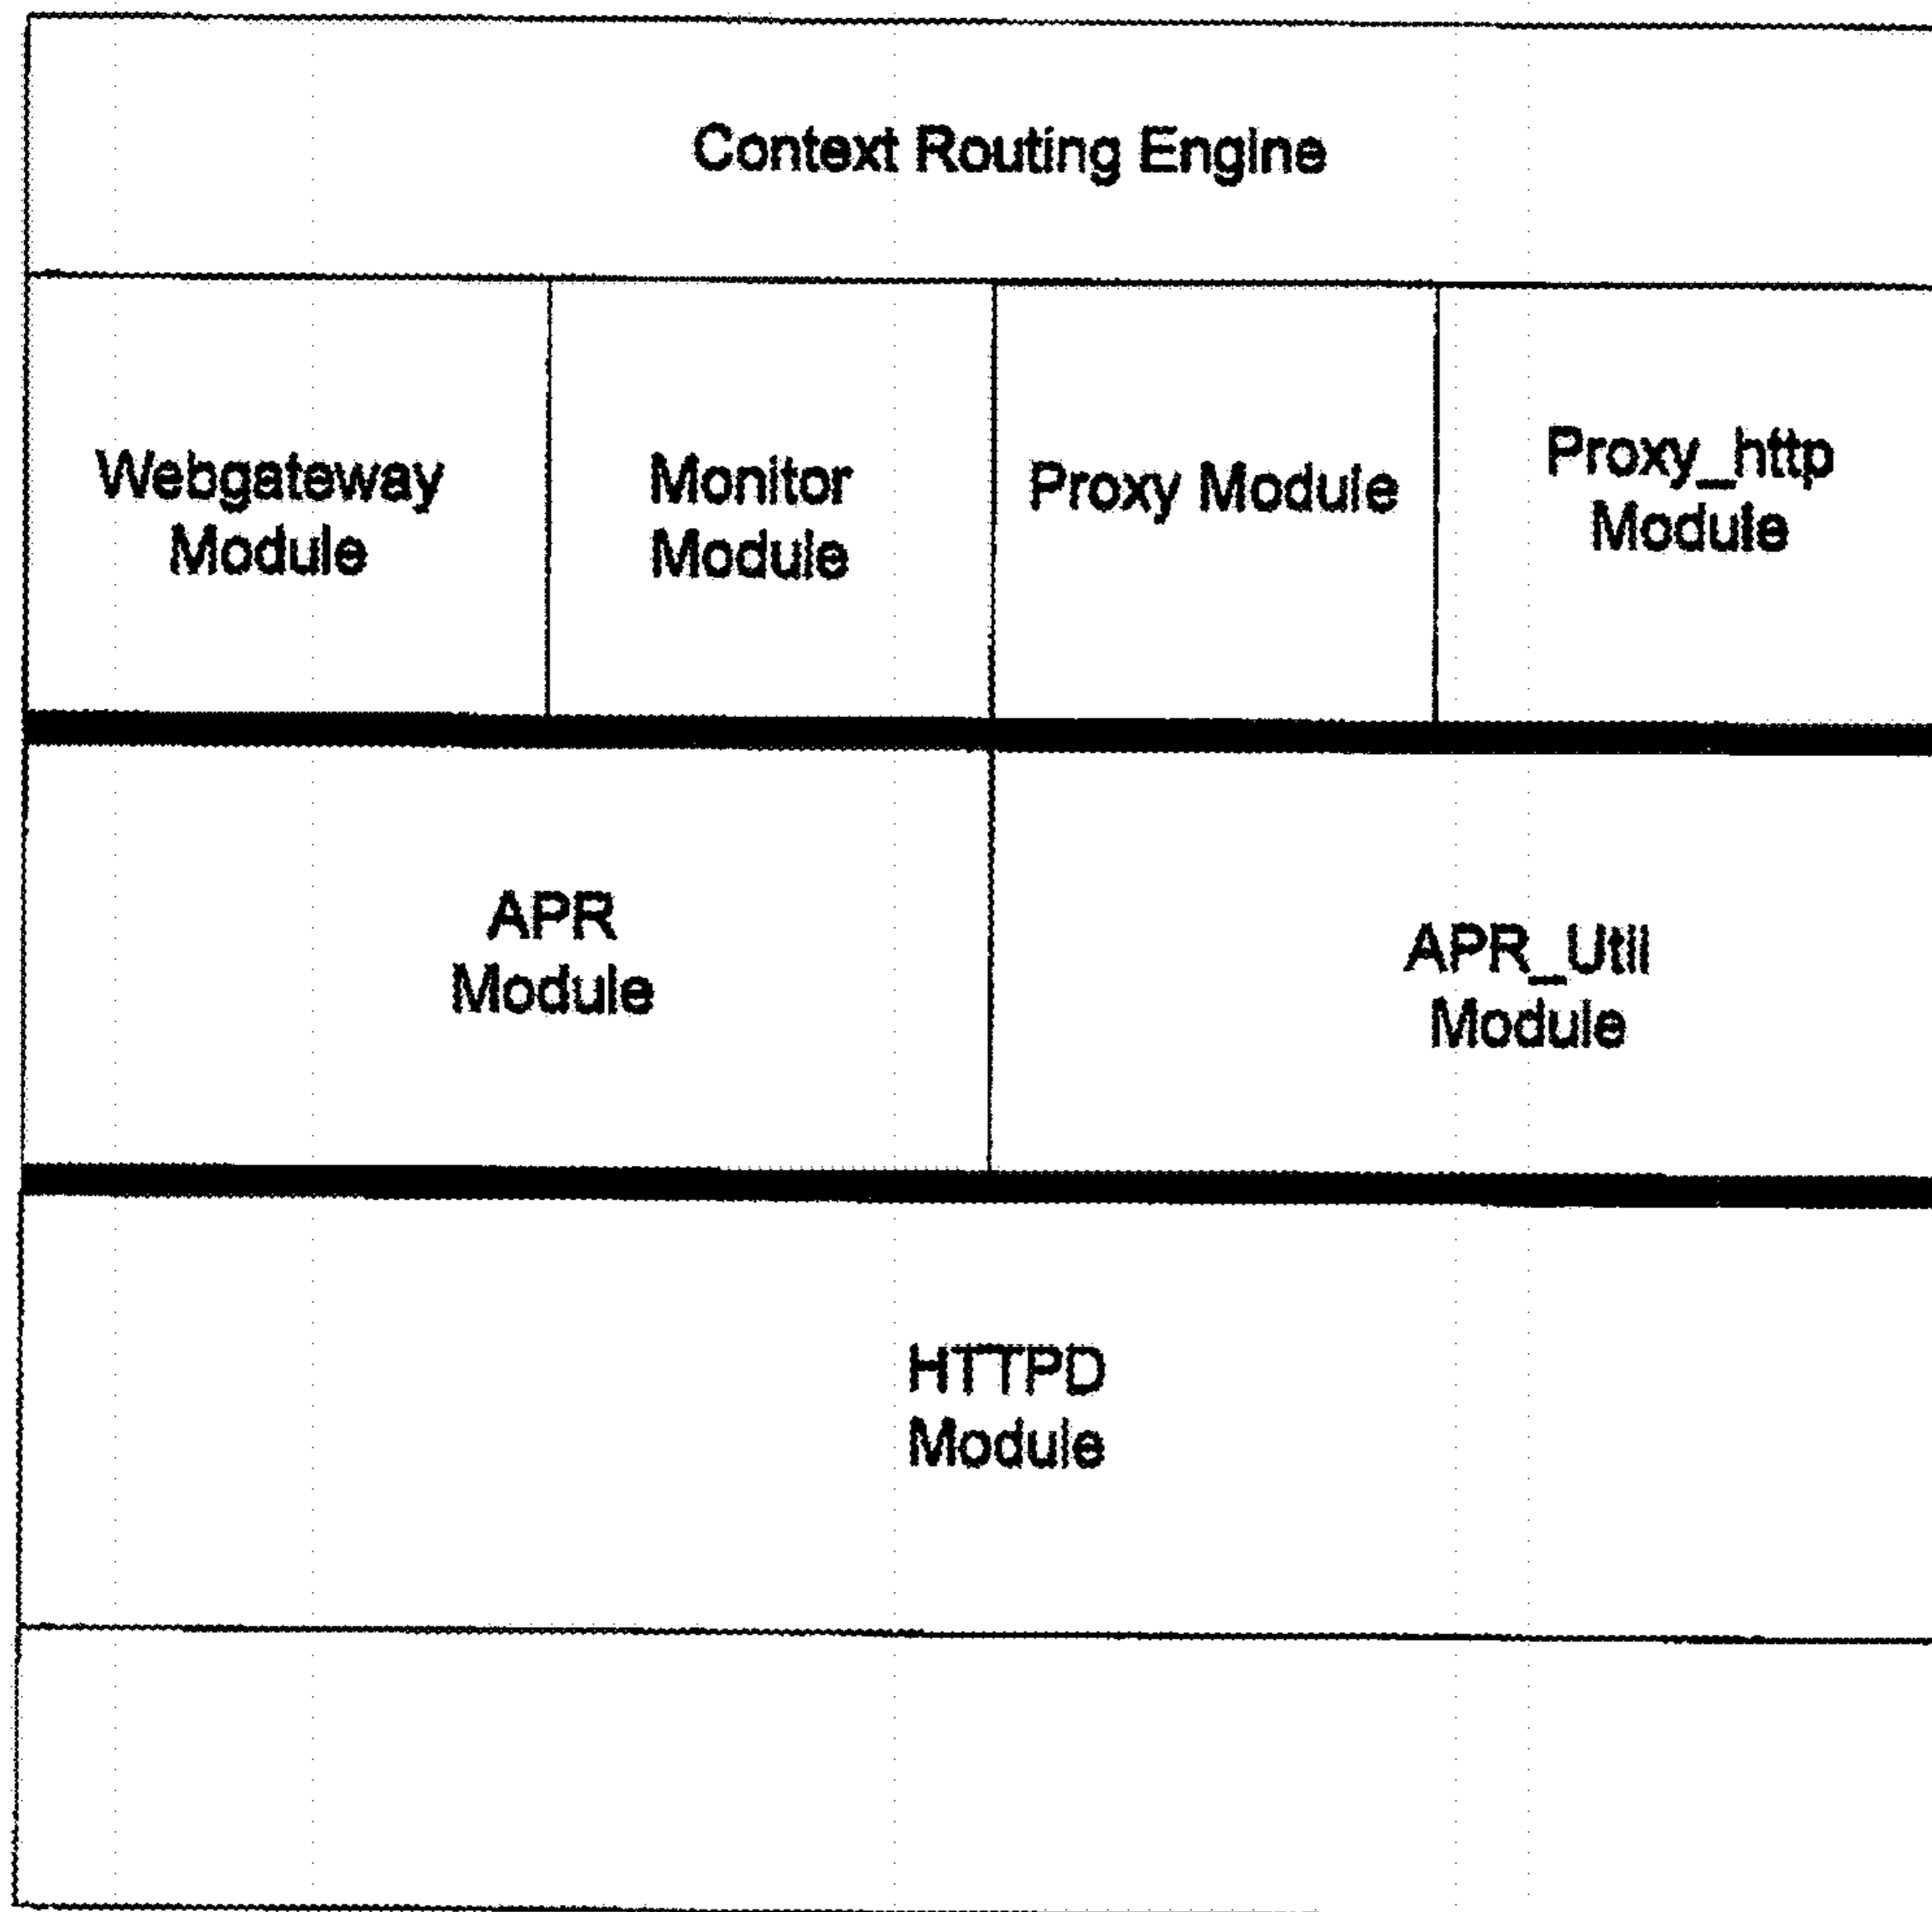 Context Routing Engine
Webgateway
Module
Monitor
Module
Proxy Module
Proxy_http
Module
APR
Module
APR_Util
Module
HTTPD
Module